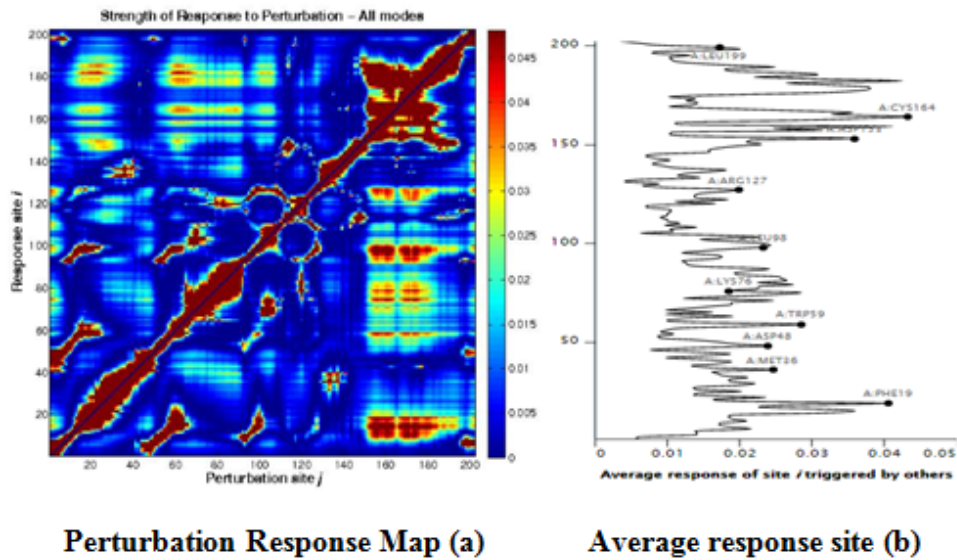 Strength of Response to Perturbation – All modes
Response site i
200
180
160
140
120
100
80
60
40
20
20 40 60 80 100 120 140 160 180 200
Perturbation site j
0.045
0.04
0.035
0.03
0.025
0.02
0.015
0.01
0.005
0
200
150
100
50
A:LEU199
A:CYS164
A:ARG127
A:LYS76
A:TRP59
A:ASP48
A:MET36
A:PHE19
0 0.01 0.02 0.03 0.04 0.05
Average response of site i triggered by others
Perturbation Response Map (a)
Average response site (b)